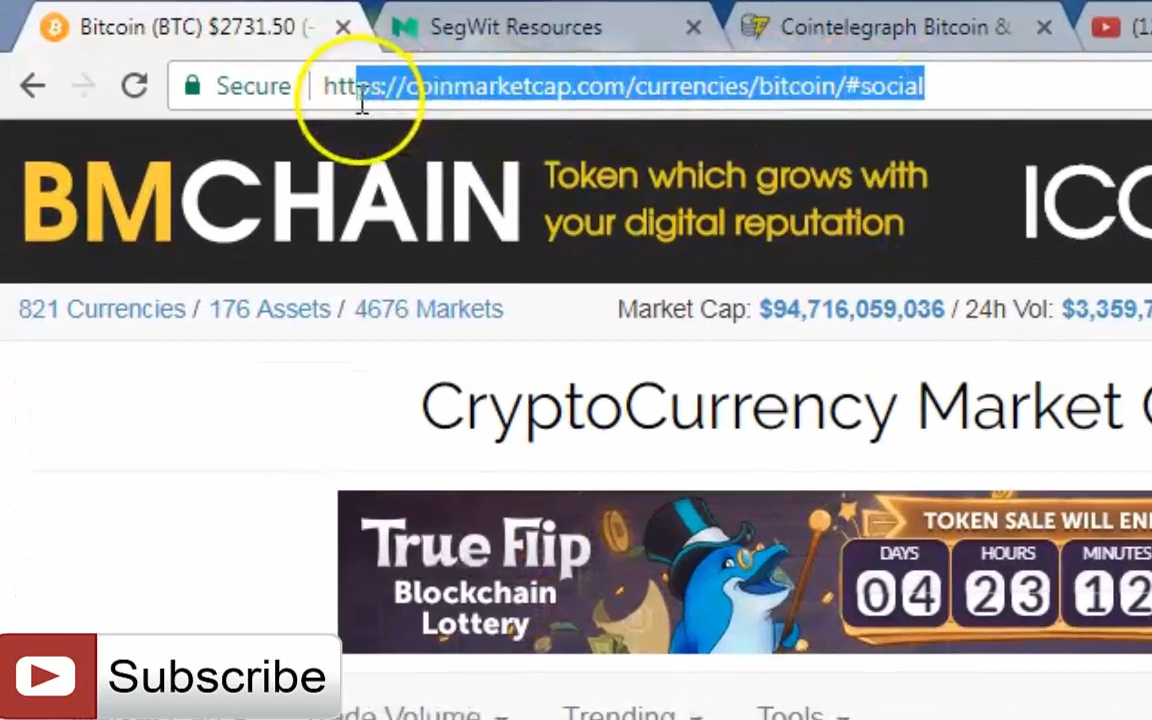 Bitcoin (BTC) $2731.50 (-
SegWit Resources
Cointelegraph Bitcoin &
(12
Secure
https://coinmarketcap.com/currencies/bitcoin/#social
BMCHAIN
Token which grows with
your digital reputation
ICO
821 Currencies / 176 Assets / 4676 Markets
Market Cap: $94,716,059,036 / 24h Vol: $3,359,7
CryptoCurrency Market C
True Flip
Blockchain
Lottery
TOKEN SALE WILL EN
DAYS HOURS MINUTES
04 23 12
Subscribe
Trade Volume
Trending
Tools